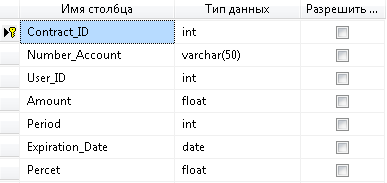 Имя столбца Тип данных Разрешить ...
Contract_ID int
Number_Account varchar(50)
User_ID int
Amount float
Period int
Expiration_Date date
Percet float